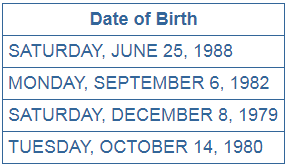 Date of Birth
SATURDAY, JUNE 25, 1988
MONDAY, SEPTEMBER 6, 1982
SATURDAY, DECEMBER 8, 1979
TUESDAY, OCTOBER 14, 1980